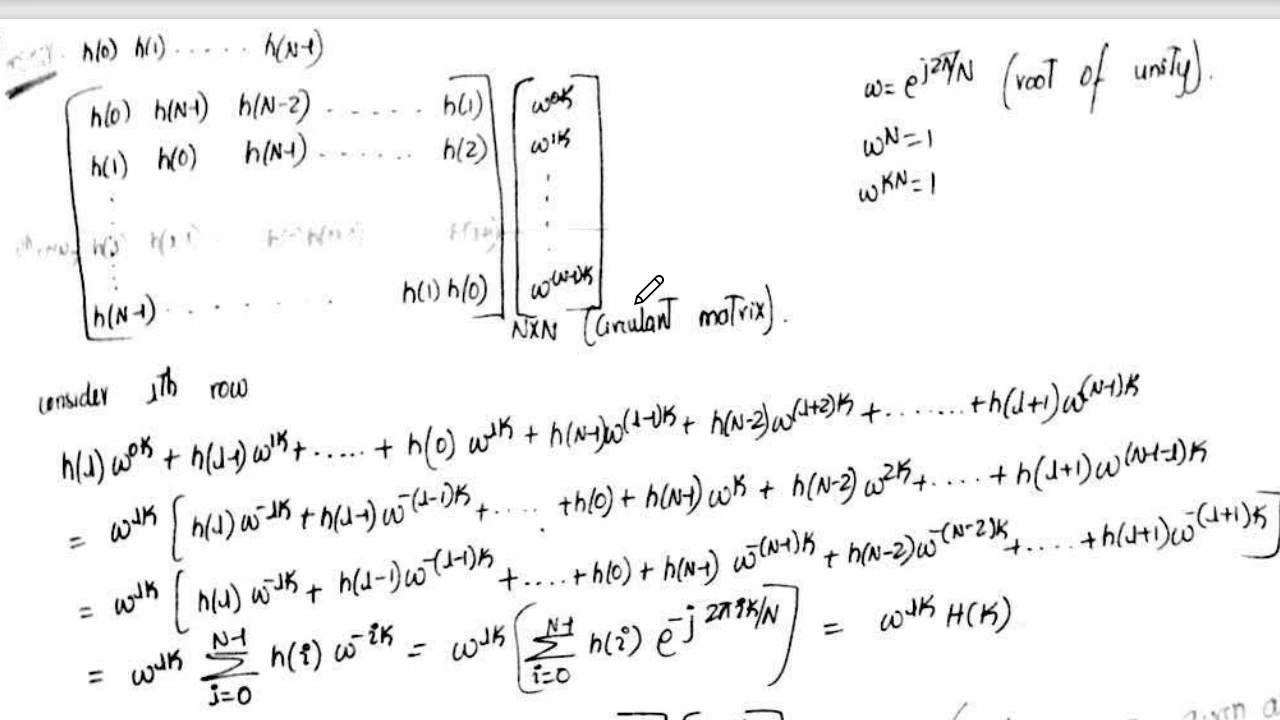 h(0) h(1) ..... h(N-1)
h(0) h(N-1) h(N-2) ...... h(1) ω^0K
h(1) h(0) h(N-1) ...... h(2) ω^1K
h(N-1) ...... h(1) h(0) ω^(N-1)K
N×N (Circulant matrix).
ω = e^j2π/N (root of unity).
ω^N = 1
ω^KN = 1
consider lth row
h(l) ω^0K + h(l-1) ω^1K + ..... + h(0) ω^lK + h(N-1) ω^(l-1)K + h(N-2) ω^(l+2)K + ....... + h(l+1) ω^(N-1)K
= ω^lK [ h(l) ω^-lK + h(l-1) ω^-(l-1)K + .... + h(0) + h(N-1) ω^K + h(N-2) ω^2K + .... + h(l+1) ω^(N-l-1)K
= ω^lK [ h(l) ω^-lK + h(l-1) ω^-(l-1)K + .... + h(0) + h(N-1) ω^-(N-1)K + h(N-2) ω^-(N-2)K + .... + h(l+1) ω^-(l+1)K ]
= ω^lK Σ_{j=0}^{N-1} h(i) ω^-iK = ω^lK [ Σ_{i=0}^{N-1} h(i) e^-j2πiK/N ] = ω^lK H(K)